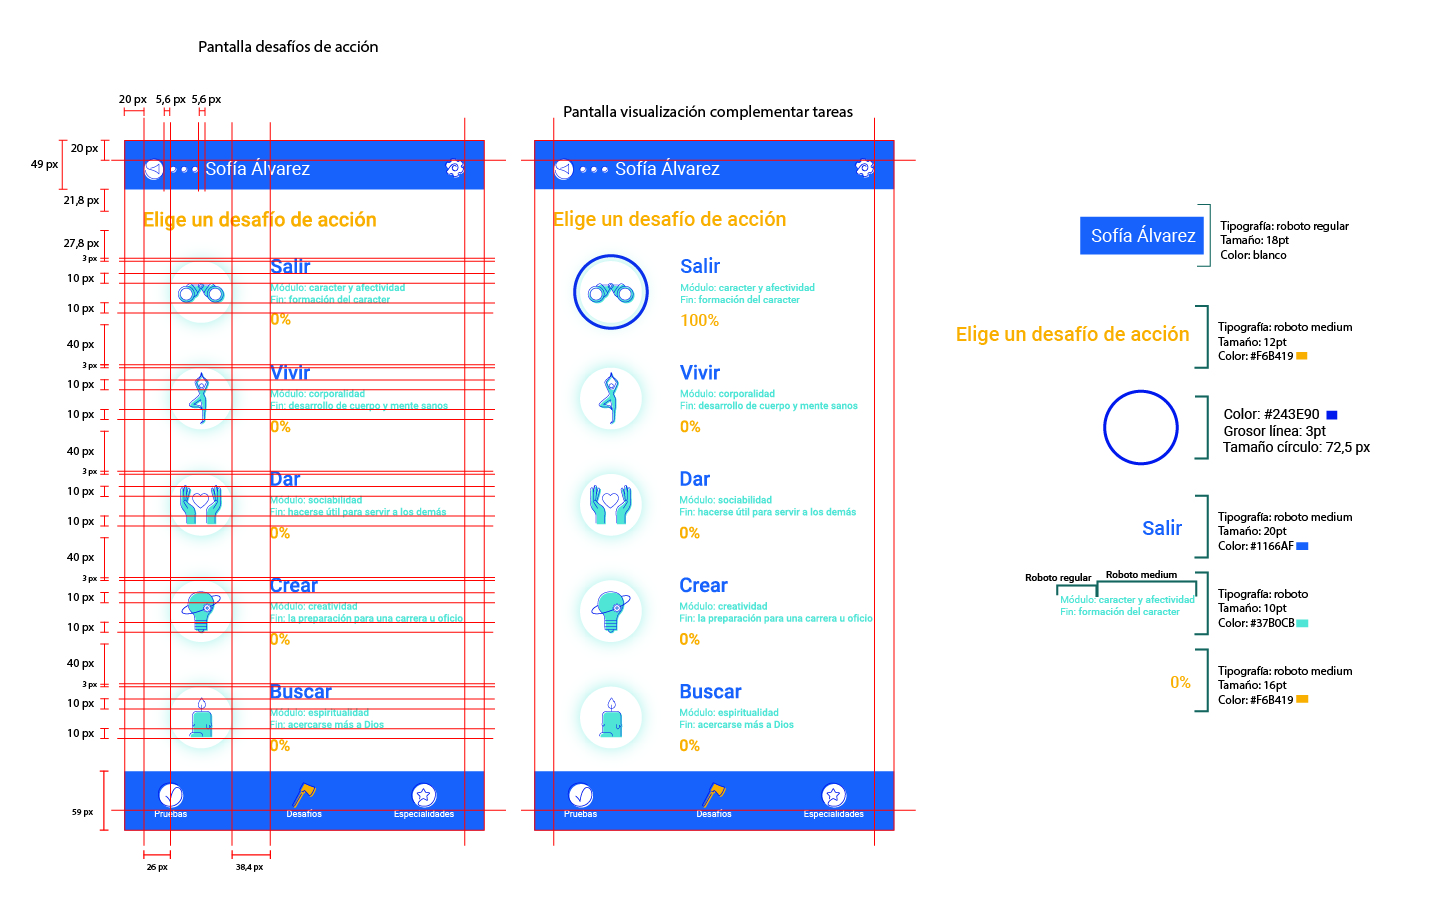 Pantalla desafíos de acción
20 px
5,6 px
5,6 px
49 px
20 px
21,8 px
27,8 px
3 px
10 px
10 px
40 px
3 px
10 px
10 px
40 px
3 px
10 px
10 px
40 px
3 px
10 px
10 px
40 px
3 px
10 px
10 px
59 px
26 px
38,4 px
Sofía Álvarez
Elige un desafío de acción
Salir
Módulo: caracter y afectividad
Fin: formación del caracter
0%
Vivir
Módulo: corporalidad
Fin: desarrollo de cuerpo y mente sanos
0%
Dar
Módulo: sociabilidad
Fin: hacerse útil para servir a los demás
0%
Crear
Módulo: creatividad
Fin: la preparación para una carrera u oficio
0%
Buscar
Módulo: espiritualidad
Fin: acercarse más a Dios
0%
Pruebas
Desafíos
Especialidades
Pantalla visualización complementar tareas
Sofía Álvarez
Elige un desafío de acción
Salir
Módulo: caracter y afectividad
Fin: formación del caracter
100%
Vivir
Módulo: corporalidad
Fin: desarrollo de cuerpo y mente sanos
0%
Dar
Módulo: sociabilidad
Fin: hacerse útil para servir a los demás
0%
Crear
Módulo: creatividad
Fin: la preparación para una carrera u oficio
0%
Buscar
Módulo: espiritualidad
Fin: acercarse más a Dios
0%
Pruebas
Desafíos
Especialidades
Sofía Álvarez
Tipografía: roboto regular
Tamaño: 18pt
Color: blanco
Elige un desafío de acción
Tipografía: roboto medium
Tamaño: 12pt
Color: #F6B419
Color: #243E90
Grosor línea: 3pt
Tamaño círculo: 72,5 px
Salir
Tipografía: roboto medium
Tamaño: 20pt
Color: #1166AF
Roboto regular
Roboto medium
Módulo: caracter y afectividad
Fin: formación del caracter
Tipografía: roboto
Tamaño: 10pt
Color: #37B0CB
0%
Tipografía: roboto medium
Tamaño: 16pt
Color: #F6B419